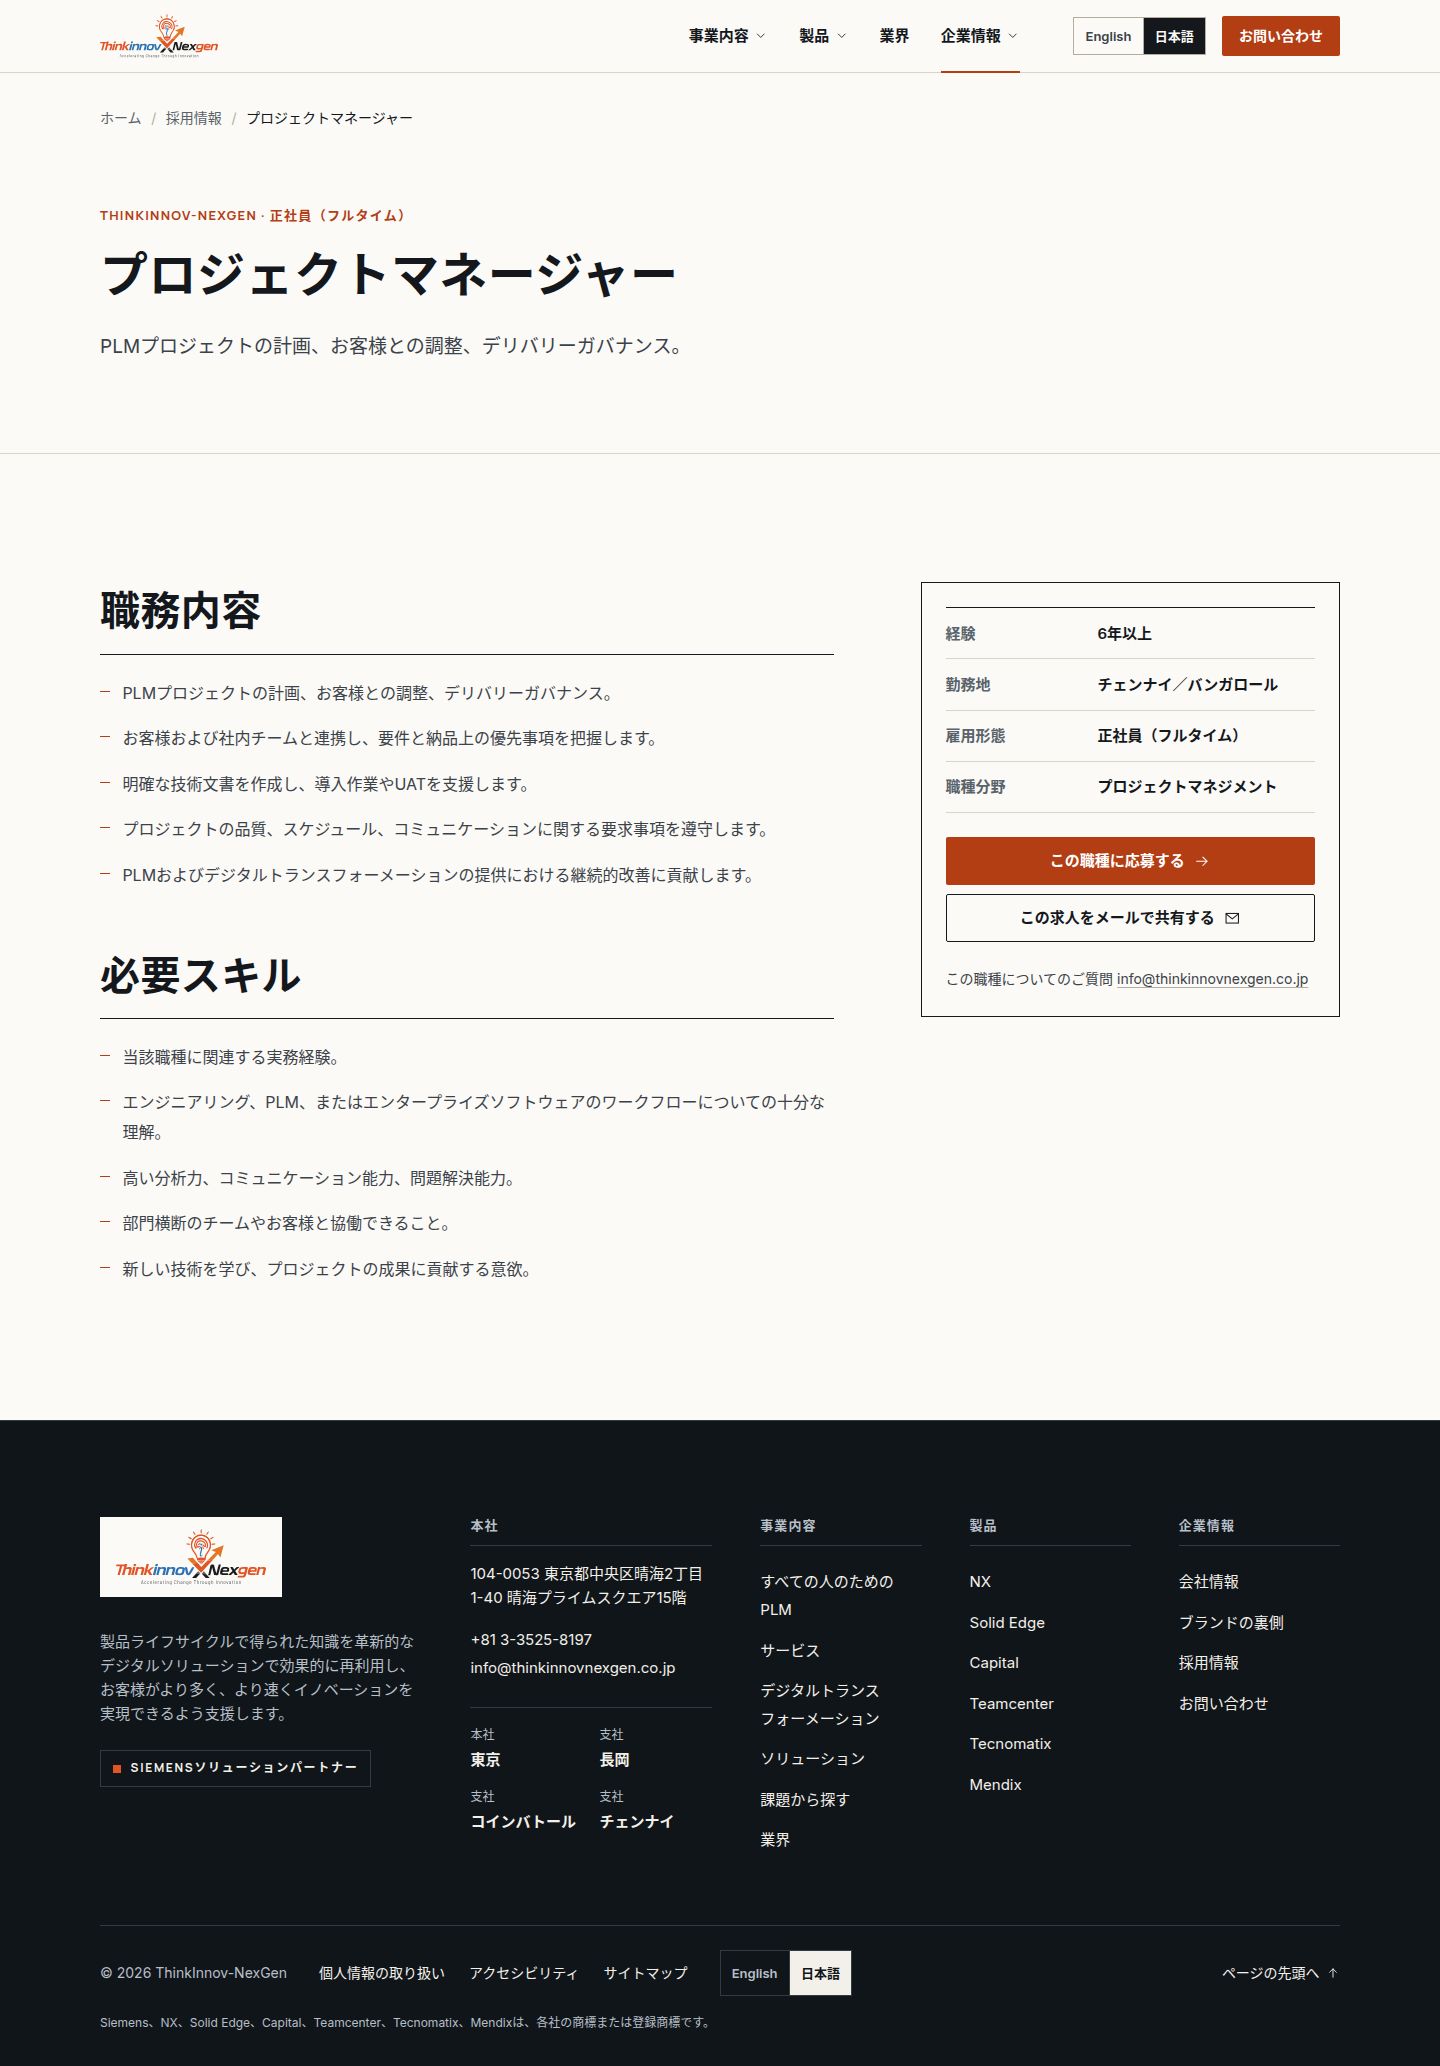 ThinkinnovXNexgen
Accelerating Change Through Innovation
事業内容
製品
業界
企業情報
English
日本語
お問い合わせ
ホーム / 採用情報 / プロジェクトマネージャー
THINKINNOV-NEXGEN · 正社員（フルタイム）
プロジェクトマネージャー
PLMプロジェクトの計画、お客様との調整、デリバリーガバナンス。
職務内容
PLMプロジェクトの計画、お客様との調整、デリバリーガバナンス。
お客様および社内チームと連携し、要件と納品上の優先事項を把握します。
明確な技術文書を作成し、導入作業やUATを支援します。
プロジェクトの品質、スケジュール、コミュニケーションに関する要求事項を遵守します。
PLMおよびデジタルトランスフォーメーションの提供における継続的改善に貢献します。
必要スキル
当該職種に関連する実務経験。
エンジニアリング、PLM、またはエンタープライズソフトウェアのワークフローについての十分な
理解。
高い分析力、コミュニケーション能力、問題解決能力。
部門横断のチームやお客様と協働できること。
新しい技術を学び、プロジェクトの成果に貢献する意欲。
経験 6年以上
勤務地 チェンナイ／バンガロール
雇用形態 正社員（フルタイム）
職種分野 プロジェクトマネジメント
この職種に応募する →
この求人をメールで共有する
この職種についてのご質問 info@thinkinnovnexgen.co.jp
ThinkinnovXNexgen
Accelerating Change Through Innovation
製品ライフサイクルで得られた知識を革新的な
デジタルソリューションで効果的に再利用し、
お客様がより多く、より速くイノベーションを
実現できるよう支援します。
SIEMENSソリューションパートナー
本社
104-0053 東京都中央区晴海2丁目
1-40 晴海プライムスクエア15階
+81 3-3525-8197
info@thinkinnovnexgen.co.jp
本社
東京
支社
長岡
支社
コインバトール
支社
チェンナイ
事業内容
すべての人のための
PLM
サービス
デジタルトランス
フォーメーション
ソリューション
課題から探す
業界
製品
NX
Solid Edge
Capital
Teamcenter
Tecnomatix
Mendix
企業情報
会社情報
ブランドの裏側
採用情報
お問い合わせ
© 2026 ThinkInnov-NexGen
個人情報の取り扱い
アクセシビリティ
サイトマップ
English
日本語
ページの先頭へ ↑
Siemens、NX、Solid Edge、Capital、Teamcenter、Tecnomatix、Mendixは、各社の商標または登録商標です。